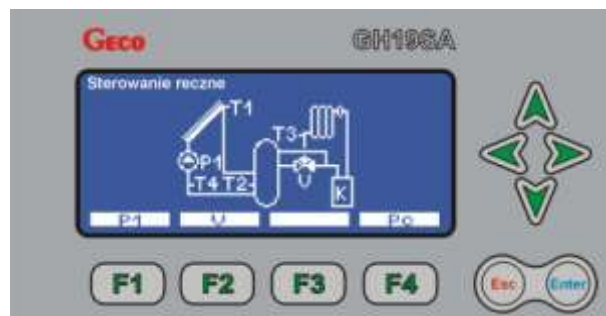 GECO GH19SA
Sterowanie reczne
T1
T3
P1
U
T4 T2
K
P1 U Po
F1 F2 F3 F4 Esc Enter